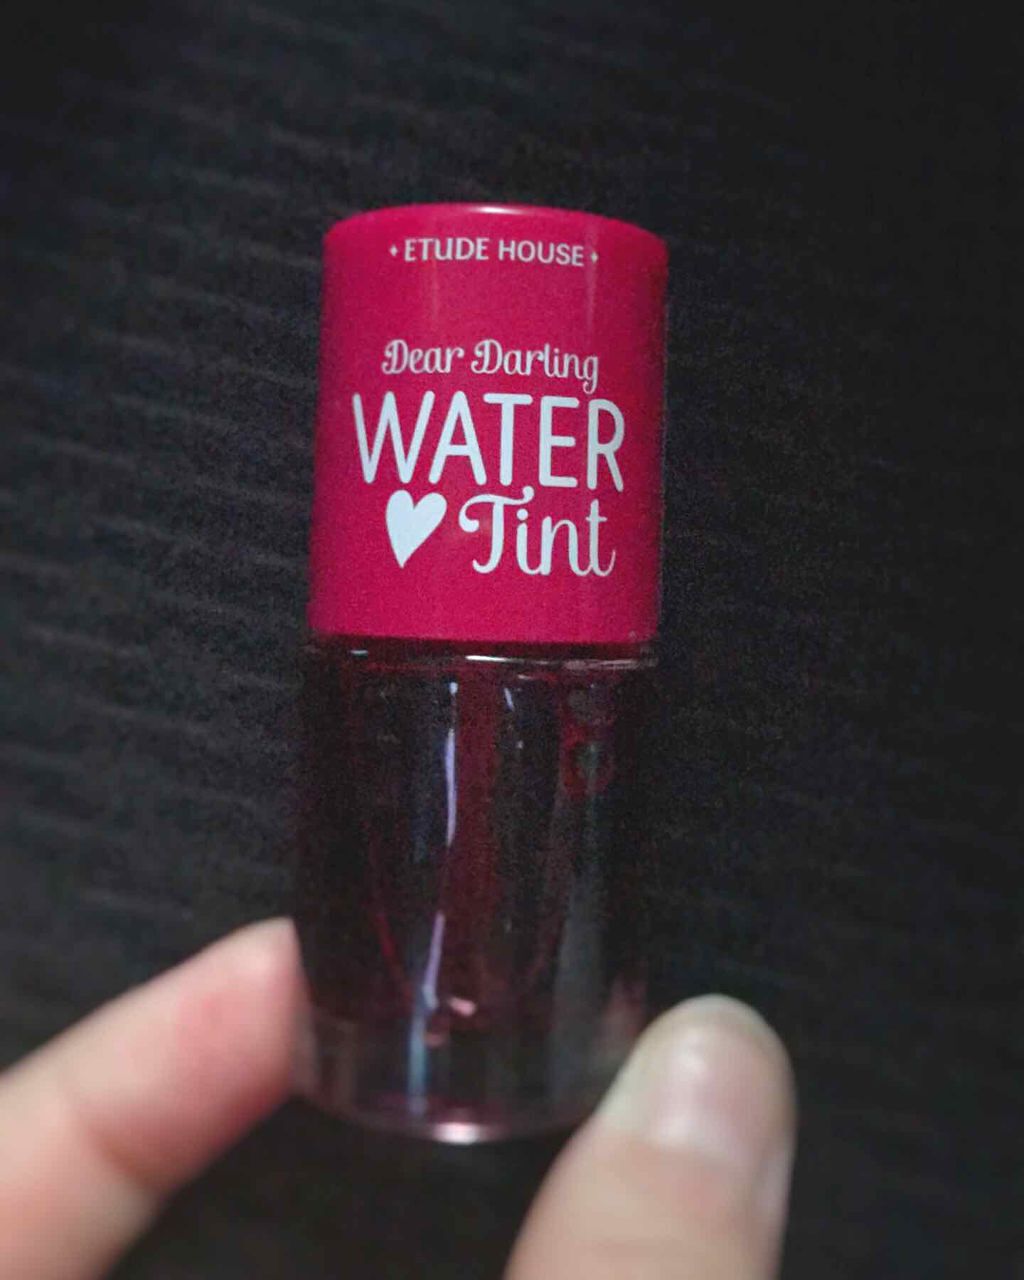 ETUDE HOUSE
Dear Darling
WATER
Tint